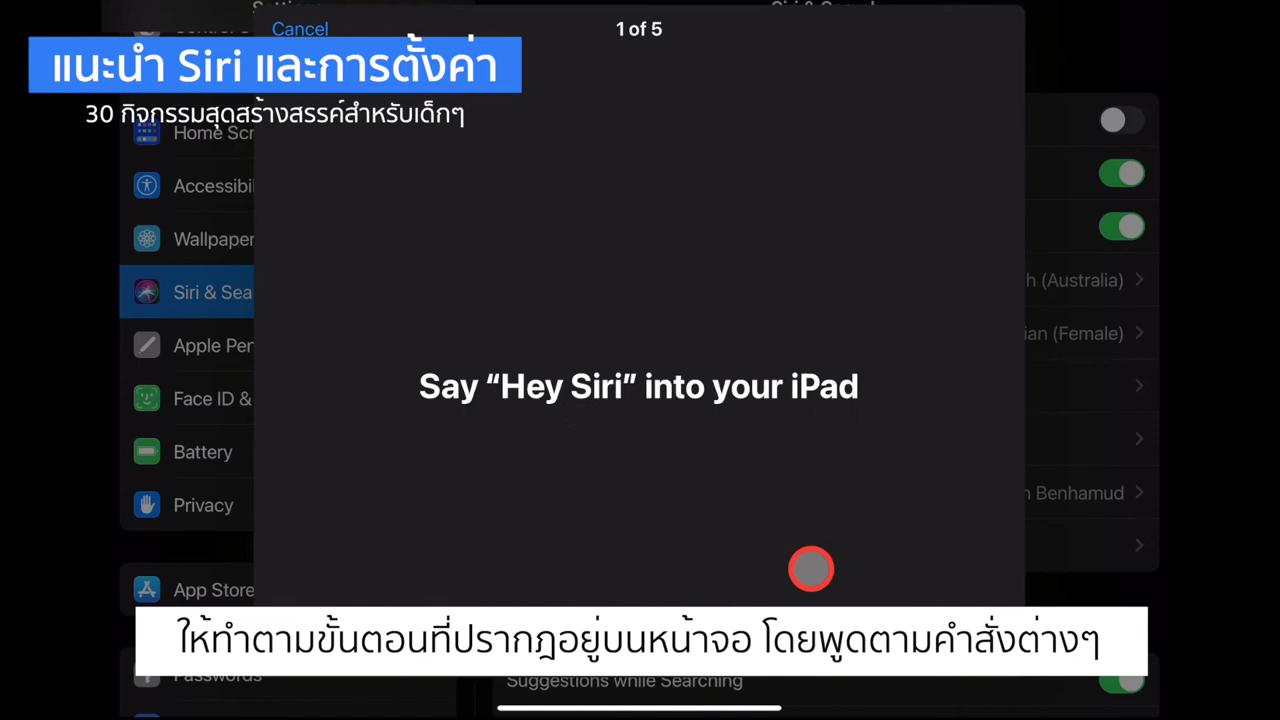 Cancel
1 of 5
แนะนำ Siri และการตั้งค่า
30 กิจกรรมสุดสร้างสรรค์สำหรับเด็กๆ
Home Scr
Accessibil
Wallpaper
Siri & Sea
h (Australia)
Apple Pen
ian (Female)
Say “Hey Siri” into your iPad
Face ID &
Battery
Privacy
n Benhamud
App Store
ให้ทำตามขั้นตอนที่ปรากฏอยู่บนหน้าจอ โดยพูดตามคำสั่งต่างๆ
Passwords
Suggestions while Searching